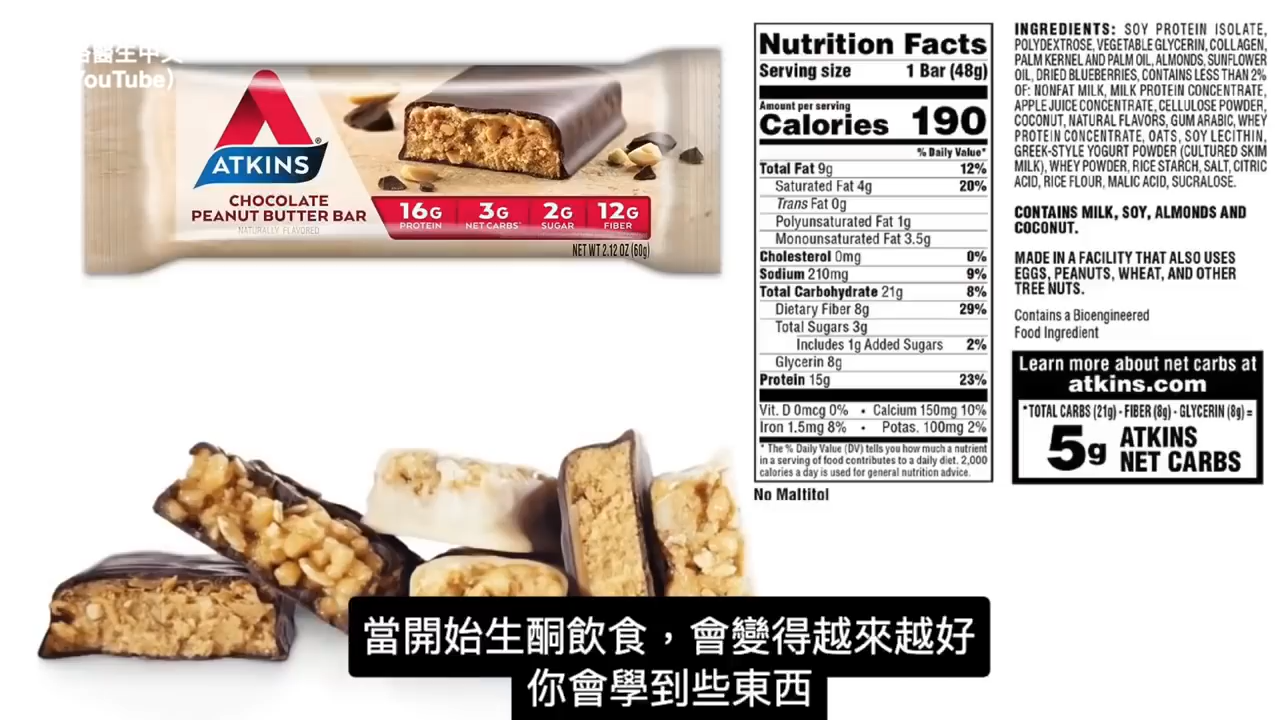 醫生中文
YouTube)
ATKINS®
CHOCOLATE
PEANUT BUTTER BAR
NATURALLY FLAVORED
16G PROTEIN
3G NET CARBS*
2G SUGAR
12G FIBER
NET WT 2.12 OZ (60g)
Nutrition Facts
Serving size 1 Bar (48g)
Amount per serving
Calories 190
% Daily Value*
Total Fat 9g 12%
Saturated Fat 4g 20%
Trans Fat 0g
Polyunsaturated Fat 1g
Monounsaturated Fat 3.5g
Cholesterol 0mg 0%
Sodium 210mg 9%
Total Carbohydrate 21g 8%
Dietary Fiber 8g 29%
Total Sugars 3g
Includes 1g Added Sugars 2%
Glycerin 8g
Protein 15g 23%
Vit. D 0mcg 0% • Calcium 150mg 10%
Iron 1.5mg 8% • Potas. 100mg 2%
* The % Daily Value (DV) tells you how much a nutrient
in a serving of food contributes to a daily diet. 2,000
calories a day is used for general nutrition advice.
No Maltitol
INGREDIENTS: SOY PROTEIN ISOLATE,
POLYDEXTROSE, VEGETABLE GLYCERIN, COLLAGEN,
PALM KERNEL AND PALM OIL, ALMONDS, SUNFLOWER
OIL, DRIED BLUEBERRIES, CONTAINS LESS THAN 2%
OF: NONFAT MILK, MILK PROTEIN CONCENTRATE,
APPLE JUICE CONCENTRATE, CELLULOSE POWDER,
COCONUT, NATURAL FLAVORS, GUM ARABIC, WHEY
PROTEIN CONCENTRATE, OATS, SOY LECITHIN,
GREEK-STYLE YOGURT POWDER (CULTURED SKIM
MILK), WHEY POWDER, RICE STARCH, SALT, CITRIC
ACID, RICE FLOUR, MALIC ACID, SUCRALOSE.
CONTAINS MILK, SOY, ALMONDS AND
COCONUT.
MADE IN A FACILITY THAT ALSO USES
EGGS, PEANUTS, WHEAT, AND OTHER
TREE NUTS.
Contains a Bioengineered
Food Ingredient
Learn more about net carbs at
atkins.com
*TOTAL CARBS (21g) - FIBER (8g) - GLYCERIN (8g) =
5g ATKINS
NET CARBS
當開始生酮飲食，會變得越來越好
你會學到些東西